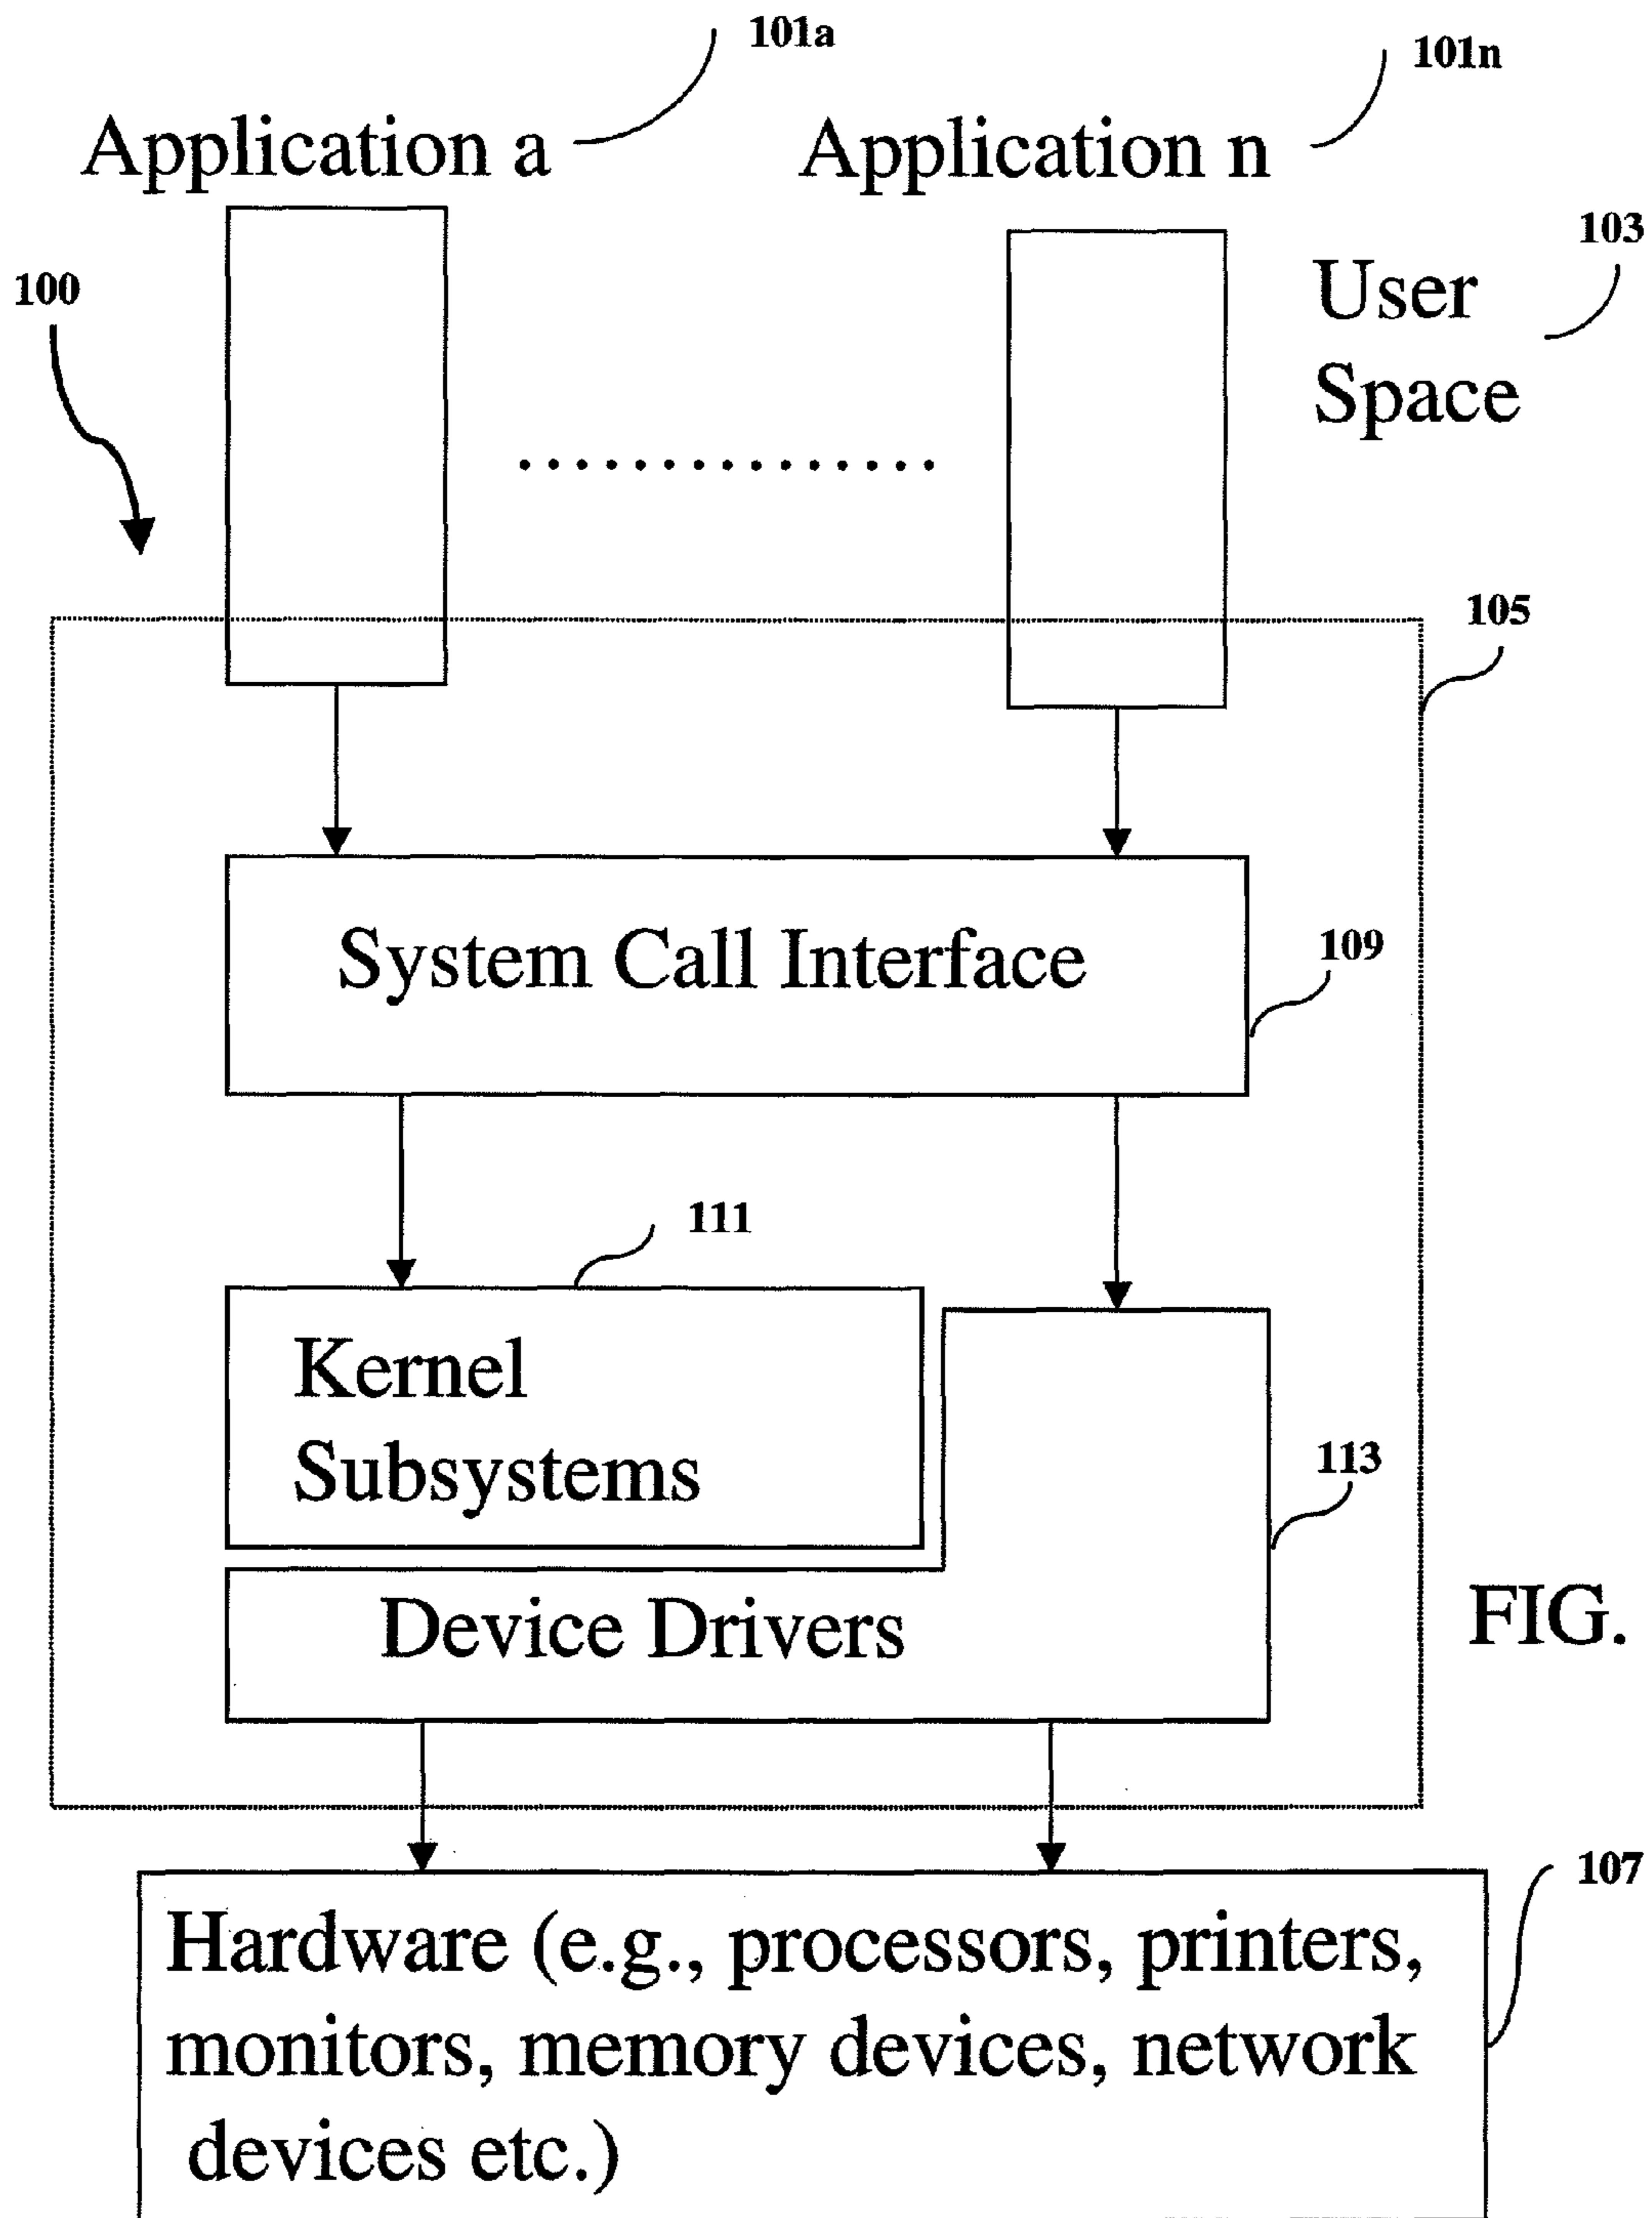 101a
101n
Application a
Application n
103
User
Space
100
105
System Call Interface
109
111
Kernel
Subsystems
113
Device Drivers
FIG.
107
Hardware (e.g., processors, printers,
monitors, memory devices, network
devices etc.)